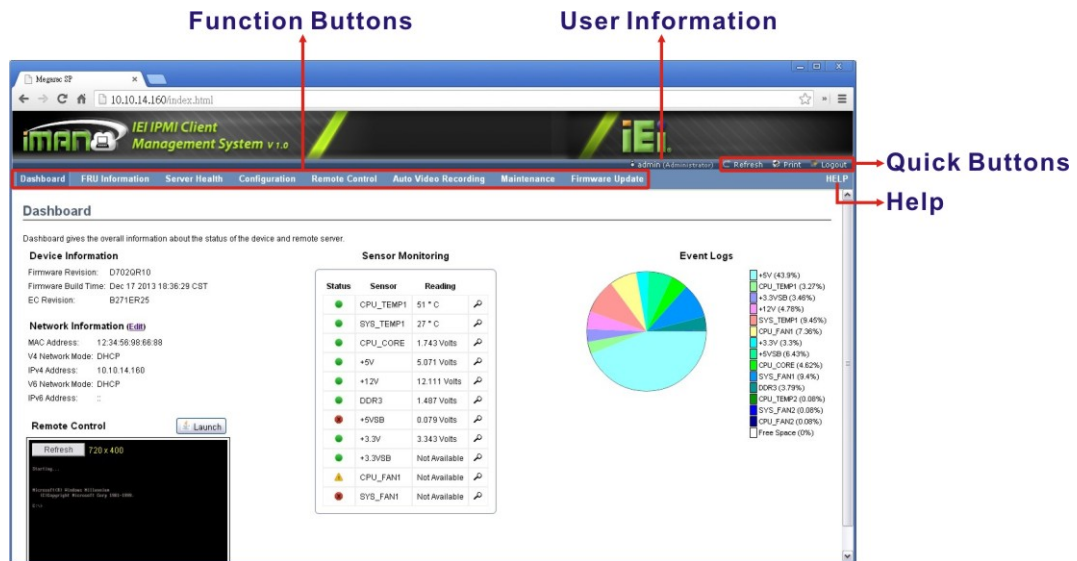 Function Buttons
User Information
Megarac SP
10.10.14.160/index.html
iMAN
IEI IPMI Client
Management System V 1.0
iEi
admin (Administrator) Refresh Print Logout
Quick Buttons
Dashboard FRU Information Server Health Configuration Remote Control Auto Video Recording Maintenance Firmware Update HELP
Help
Dashboard
Dashboard gives the overall information about the status of the device and remote server.
Device Information
Firmware Revision: D702QR10
Firmware Build Time: Dec 17 2013 18:36:29 CST
EC Revision: B271ER25
Network Information (Edit)
MAC Address: 12:34:56:98:66:88
V4 Network Mode: DHCP
IPv4 Address: 10.10.14.160
V6 Network Mode: DHCP
IPv6 Address: ::
Remote Control
Launch
Refresh 720 x 400
Starting...
Microsoft(R) Windows Millennium
(C)Copyright Microsoft Corp 1981-
Sensor Monitoring
Status Sensor Reading
CPU_TEMP1 51 ° C
SYS_TEMP1 27 ° C
CPU_CORE 1.743 Volts
+5V 5.071 Volts
+12V 12.111 Volts
DDR3 1.487 Volts
+5VSB 0.079 Volts
+3.3V 3.343 Volts
+3.3VSB Not Available
CPU_FAN1 Not Available
SYS_FAN1 Not Available
Event Logs
+5V (43.9%)
CPU_TEMP1 (3.27%)
+3.3VSB (3.46%)
+12V (4.78%)
SYS_TEMP1 (9.45%)
CPU_FAN1 (7.36%)
+3.3V (3.3%)
+5VSB (6.43%)
CPU_CORE (4.62%)
SYS_FAN1 (9.4%)
DDR3 (3.79%)
CPU_TEMP2 (0.08%)
SYS_FAN2 (0.08%)
CPU_FAN2 (0.08%)
Free Space (0%)